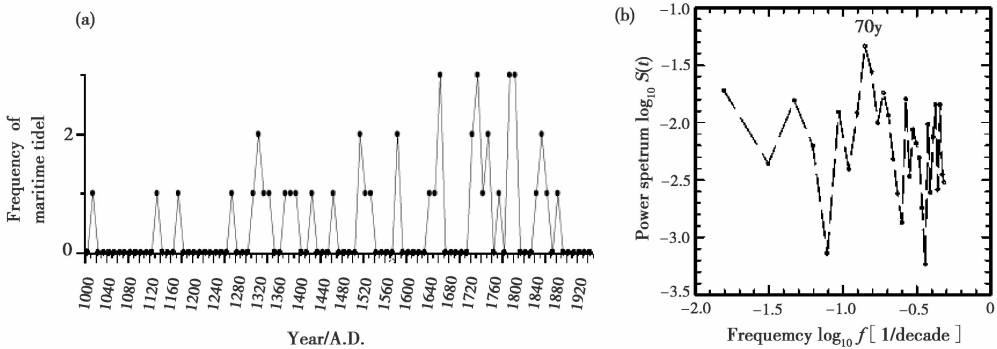 (a)
Frequency of
maritime tidel
2
0
1000 1040 1080 1120 1160 1200 1240 1280 1320 1360 1400 1440 1480 1520 1560 1600 1640 1680 1720 1760 1800 1840 1880 1920
Year/A.D.
(b)
70y
Power spetrum log10 S(t)
−1.0
−1.5
−2.0
−2.5
−3.0
−3.5
−2.0 −1.5 −1.0 −0.5 0
Frequemcy log10 f[ 1/decade ]